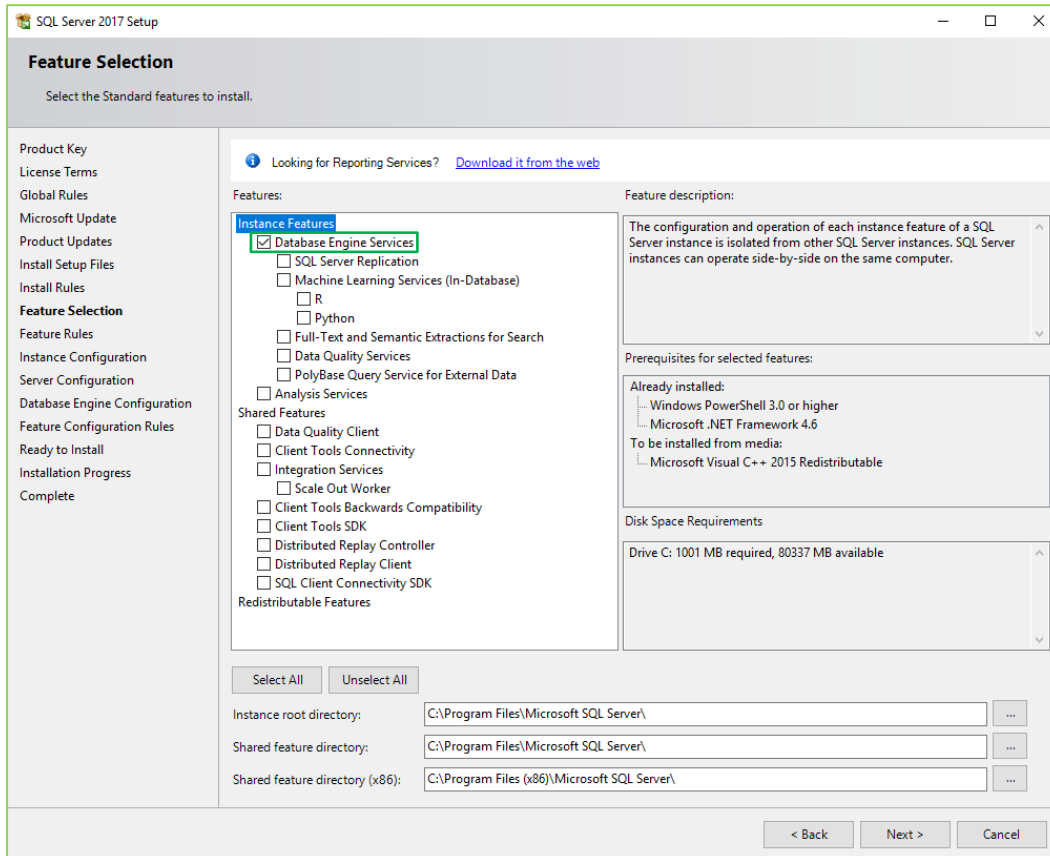 SQL Server 2017 Setup
Feature Selection
Select the Standard features to install.
Product Key
License Terms
Global Rules
Microsoft Update
Product Updates
Install Setup Files
Install Rules
Feature Selection
Feature Rules
Instance Configuration
Server Configuration
Database Engine Configuration
Feature Configuration Rules
Ready to Install
Installation Progress
Complete
Looking for Reporting Services? Download it from the web
Features:
Instance Features
Database Engine Services
SQL Server Replication
Machine Learning Services (In-Database)
R
Python
Full-Text and Semantic Extractions for Search
Data Quality Services
PolyBase Query Service for External Data
Analysis Services
Shared Features
Data Quality Client
Client Tools Connectivity
Integration Services
Scale Out Worker
Client Tools Backwards Compatibility
Client Tools SDK
Distributed Replay Controller
Distributed Replay Client
SQL Client Connectivity SDK
Redistributable Features
Feature description:
The configuration and operation of each instance feature of a SQL
Server instance is isolated from other SQL Server instances. SQL Server
instances can operate side-by-side on the same computer.
Prerequisites for selected features:
Already installed:
Windows PowerShell 3.0 or higher
Microsoft .NET Framework 4.6
To be installed from media:
Microsoft Visual C++ 2015 Redistributable
Disk Space Requirements
Drive C: 1001 MB required, 80337 MB available
Select All Unselect All
Instance root directory: C:\Program Files\Microsoft SQL Server\ ...
Shared feature directory: C:\Program Files\Microsoft SQL Server\ ...
Shared feature directory (x86): C:\Program Files (x86)\Microsoft SQL Server\ ...
< Back Next > Cancel